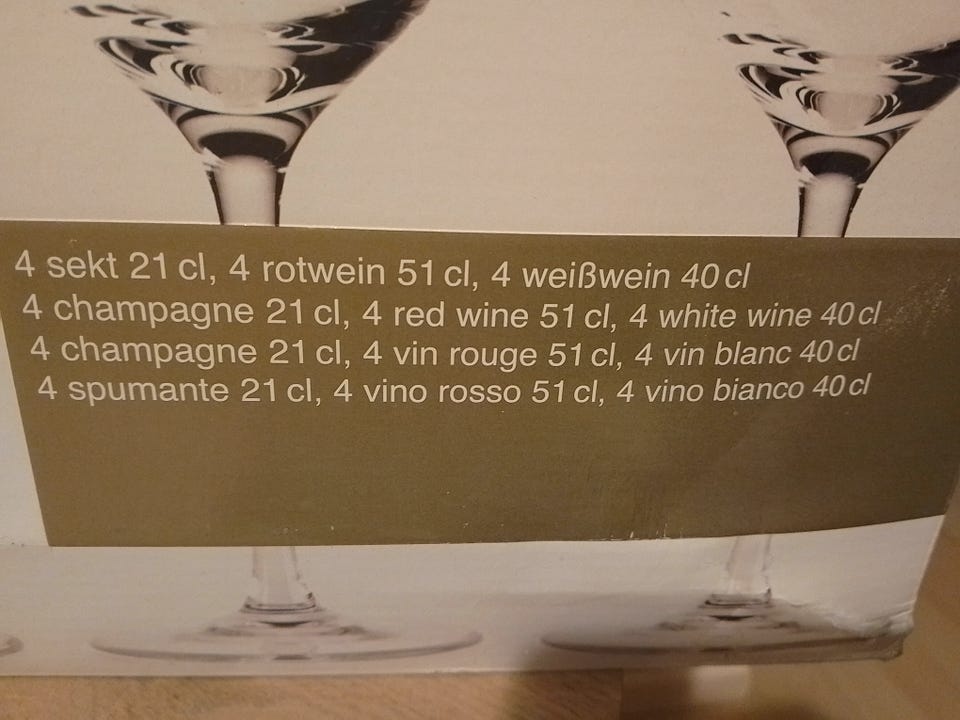 4 sekt 21 cl, 4 rotwein 51 cl, 4 weißwein 40 cl
4 champagne 21 cl, 4 red wine 51 cl, 4 white wine 40 cl
4 champagne 21 cl, 4 vin rouge 51 cl, 4 vin blanc 40 cl
4 spumante 21 cl, 4 vino rosso 51 cl, 4 vino bianco 40 cl